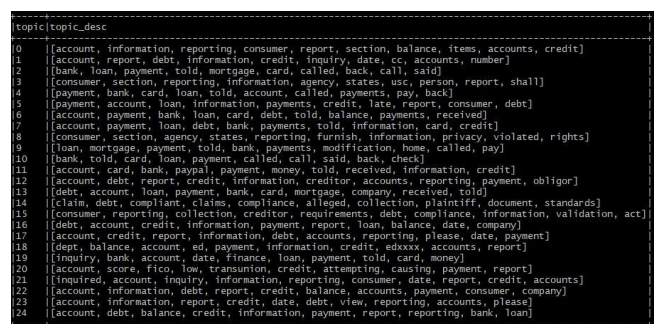 |topic|topic_desc |
|0 |[account, information, reporting, consumer, report, section, balance, items, accounts, credit]
|1 |[account, report, debt, information, credit, inquiry, date, cc, accounts, number]
|2 |[bank, loan, payment, told, mortgage, card, called, back, call, said]
|3 |[consumer, section, reporting, information, agency, states, usc, person, report, shall]
|4 |[payment, bank, card, loan, told, account, called, payments, pay, back]
|5 |[payment, account, loan, information, payments, credit, late, report, consumer, debt]
|6 |[account, payment, bank, loan, card, debt, told, balance, payments, received]
|7 |[account, payment, loan, debt, bank, payments, told, information, card, credit]
|8 |[consumer, section, agency, states, reporting, furnish, information, privacy, violated, rights]
|9 |[loan, mortgage, payment, told, bank, payments, modification, home, called, pay]
|10 |[bank, told, card, loan, payment, called, call, said, back, check]
|11 |[account, card, bank, paypal, payment, money, told, received, information, credit]
|12 |[account, debt, report, credit, information, creditor, accounts, reporting, payment, obligor]
|13 |[debt, account, loan, payment, bank, card, mortgage, company, received, told]
|14 |[claim, debt, compliant, claims, compliance, alleged, collection, plaintiff, document, standards]
|15 |[consumer, reporting, collection, creditor, requirements, debt, compliance, information, validation, act]|
|16 |[debt, account, credit, information, payment, report, loan, balance, date, company]
|17 |[account, credit, report, information, debt, accounts, reporting, please, date, payment]
|18 |[dept, balance, account, ed, payment, information, credit, edxxxx, accounts, report]
|19 |[inquiry, bank, account, date, finance, loan, payment, told, card, money]
|20 |[account, score, fico, low, transunion, credit, attempting, causing, payment, report]
|21 |[inquired, account, inquiry, information, reporting, consumer, date, report, credit, accounts]
|22 |[account, information, debt, report, credit, balance, accounts, payment, consumer, company]
|23 |[account, information, report, credit, date, debt, view, reporting, accounts, please]
|24 |[account, debt, balance, credit, information, payment, report, reporting, bank, loan]